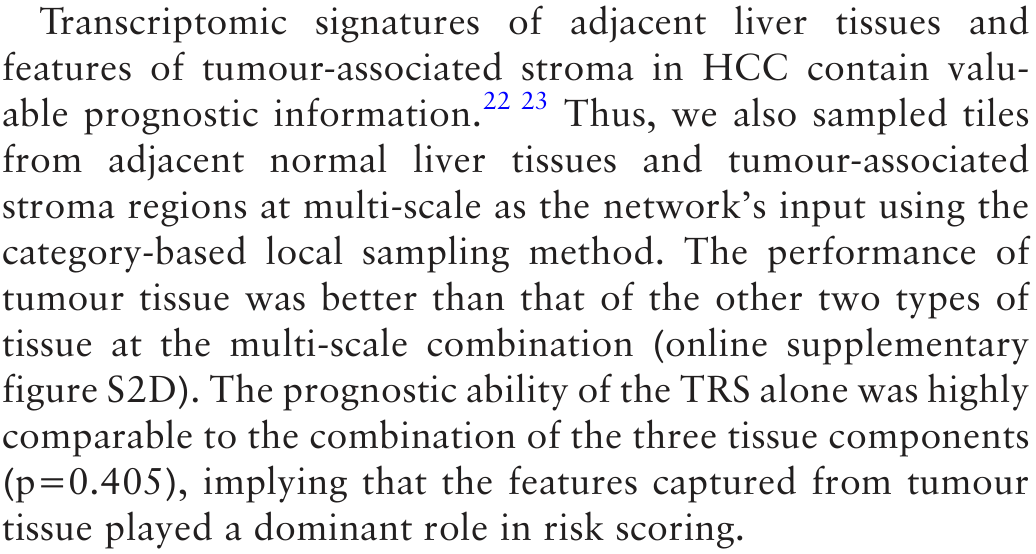 Transcriptomic signatures of adjacent liver tissues and
features of tumour-associated stroma in HCC contain valu-
able prognostic information.22 23 Thus, we also sampled tiles
from adjacent normal liver tissues and tumour-associated
stroma regions at multi-scale as the network’s input using the
category-based local sampling method. The performance of
tumour tissue was better than that of the other two types of
tissue at the multi-scale combination (online supplementary
figure S2D). The prognostic ability of the TRS alone was highly
comparable to the combination of the three tissue components
(p=0.405), implying that the features captured from tumour
tissue played a dominant role in risk scoring.